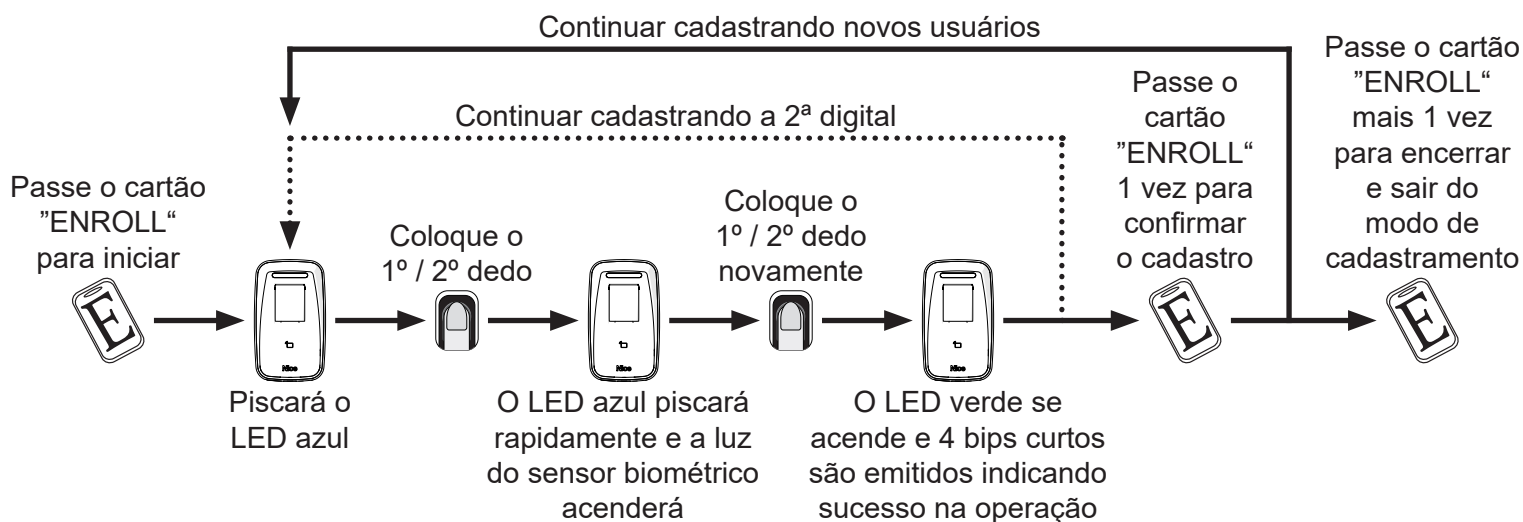 Continuar cadastrando novos usuários
Continuar cadastrando a 2ª digital
Passe o cartão
”ENROLL“
para iniciar
Piscará o
LED azul
Coloque o
1º / 2º dedo
O LED azul piscará
rapidamente e a luz
do sensor biométrico
acenderá
Coloque o
1º / 2º dedo
novamente
O LED verde se
acende e 4 bips curtos
são emitidos indicando
sucesso na operação
Passe o
cartão
”ENROLL“
1 vez para
confirmar
o cadastro
Passe o cartão
”ENROLL“
mais 1 vez
para encerrar
e sair do
modo de
cadastramento
E
Nice
Nice
Nice
E
E